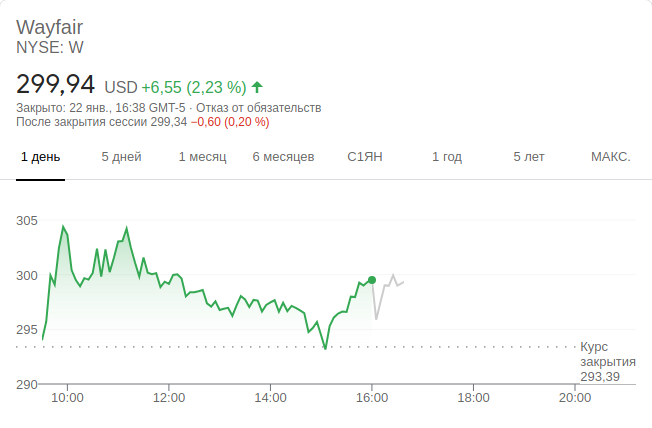 Wayfair
NYSE: W
299,94 USD +6,55 (2,23 %)
Закрыто: 22 янв., 16:38 GMT-5 · Отказ от обязательств
После закрытия сессии 299,34 −0,60 (0,20 %)
1 день 5 дней 1 месяц 6 месяцев С1ЯН 1 год 5 лет МАКС.
305
300
295
Курс
закрытия
293,39
290
10:00 12:00 14:00 16:00 18:00 20:00